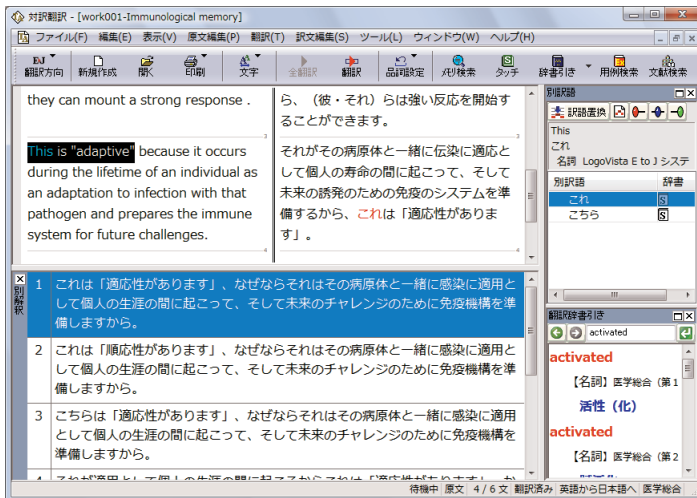 対訳翻訳 - [work001-Immunological memory]
ファイル(F) 編集(E) 表示(V) 原文編集(P) 翻訳(T) 訳文編集(S) ツール(L) ウィンドウ(W) ヘルプ(H)
EJ
翻訳方向 新規作成 開く 印刷 文字 全翻訳 翻訳 品詞設定 メモリ検索 タッチ 辞書引き 用例検索 文献検索
they can mount a strong response .
3
This is "adaptive" because it occurs
during the lifetime of an individual as
an adaptation to infection with that
pathogen and prepares the immune
system for future challenges.
4
ら、（彼・それ）らは強い反応を開始す
ることができます。
3
それがその病原体と一緒に伝染に適応と
して個人の寿命の間に起こって、そして
未来の誘発のための免疫のシステムを準
備するから、これは「適応性がありま
す」。
4
別訳語
訳語置換
This
これ
名詞 LogoVista E to J システ
別訳語 辞書
これ S
こちら S
別解釈
1 これは「適応性があります」、なぜならそれはその病原体と一緒に感染に適用と
して個人の生涯の間に起こって、そして未来のチャレンジのために免疫機構を準
備しますから。
2 これは「順応性があります」、なぜならそれはその病原体と一緒に感染に適用と
して個人の生涯の間に起こって、そして未来のチャレンジのために免疫機構を準
備しますから。
3 こちらは「適応性があります」、なぜならそれはその病原体と一緒に感染に適用
として個人の生涯の間に起こって、そして未来のチャレンジのために免疫機構を
準備しますから。
翻訳辞書引き
activated
activated
【名詞】医学総合（第1
活性（化）
activated
【名詞】医学総合（第2
待機中 原文 4 / 6 文 翻訳済み 英語から日本語へ 医学総合